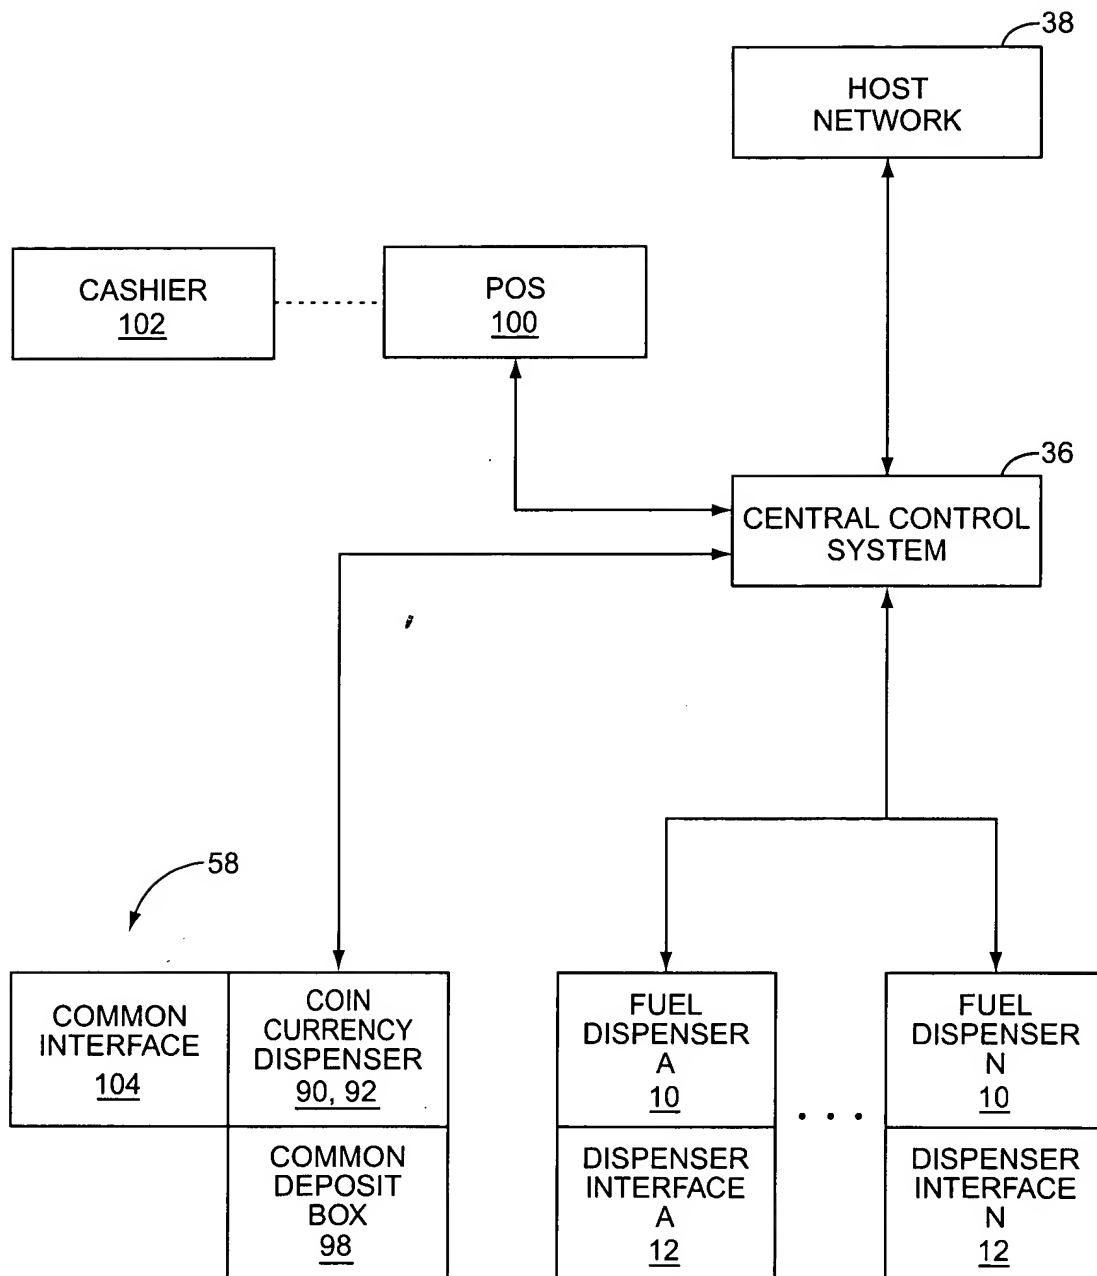 38
HOST
NETWORK
CASHIER
102
POS
100
36
CENTRAL CONTROL
SYSTEM
58
COMMON
INTERFACE
104
COIN
CURRENCY
DISPENSER
90, 92
COMMON
DEPOSIT
BOX
98
FUEL
DISPENSER
A
10
DISPENSER
INTERFACE
A
12
. . .
FUEL
DISPENSER
N
10
DISPENSER
INTERFACE
N
12